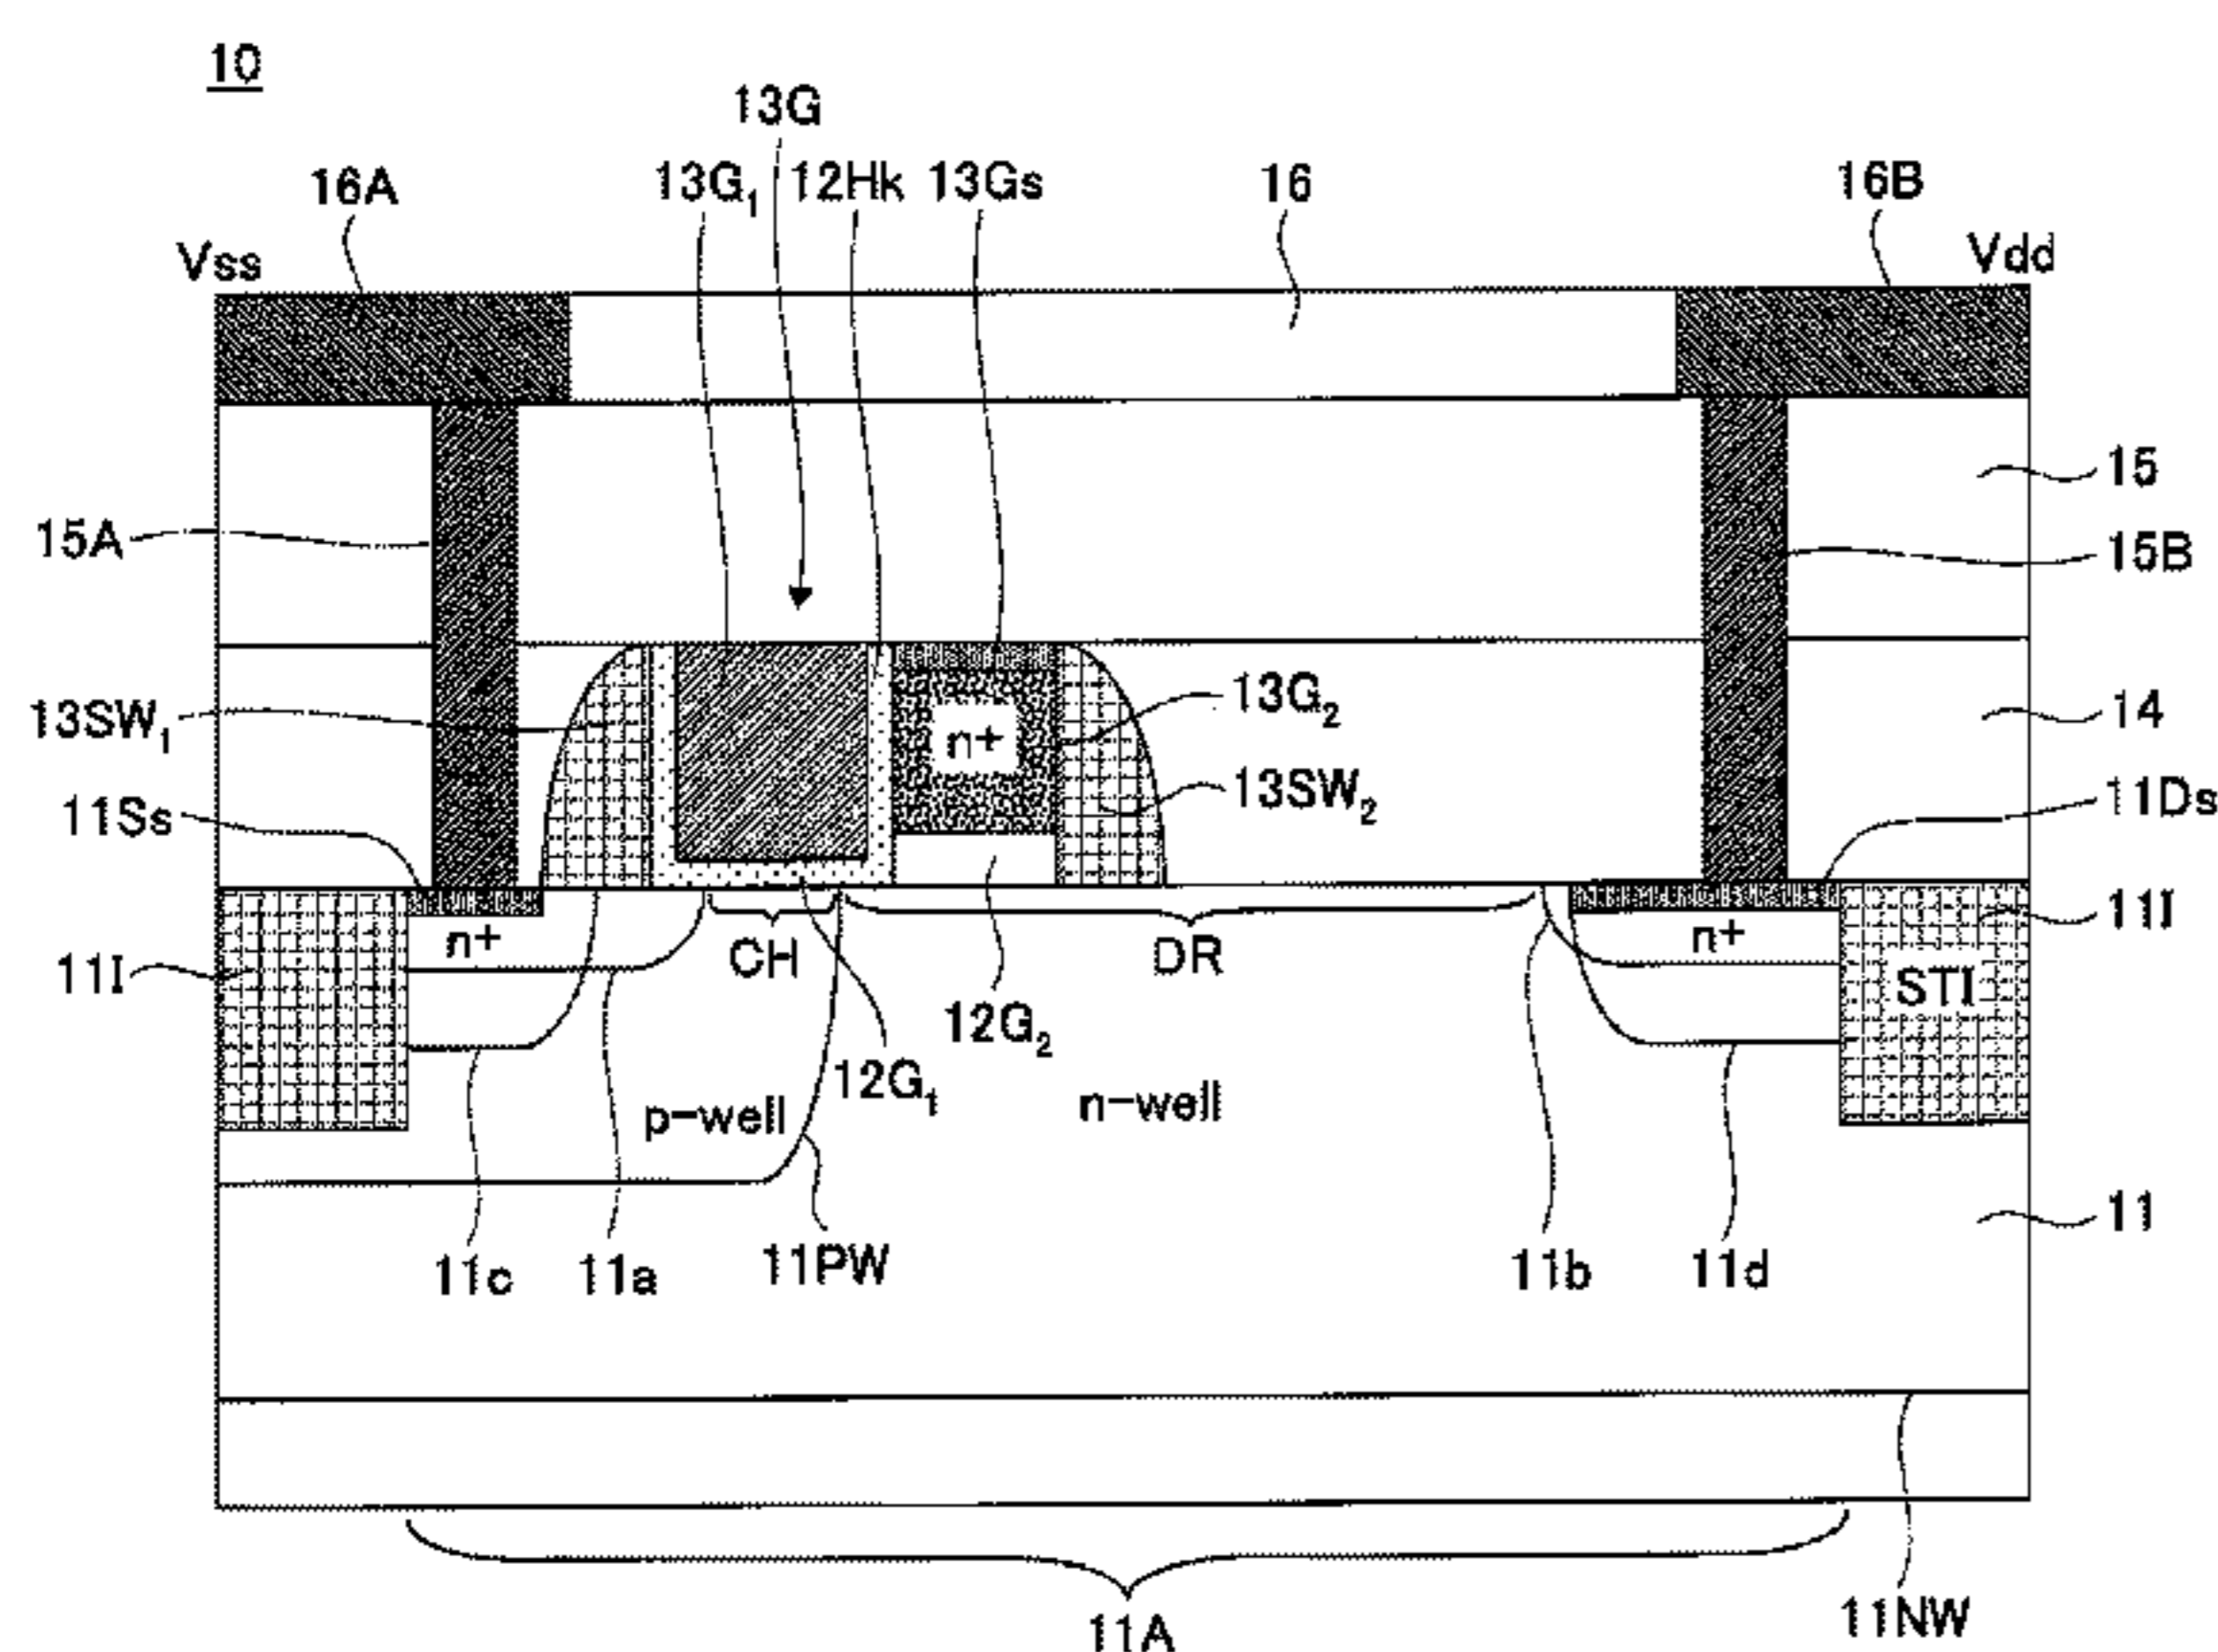 10
13G
16A 13G₁ 12Hk 13Gs 16 16B
Vss Vdd
15
15A 15B
13SW₁ 13G₂ 14
n+
11Ss 13SW₂ 11Ds
11I n+ CH DR n+ 11I
STI
12G₂
12G₁
p-well n-well
11
11c 11a 11PW 11b 11d
11A 11NW